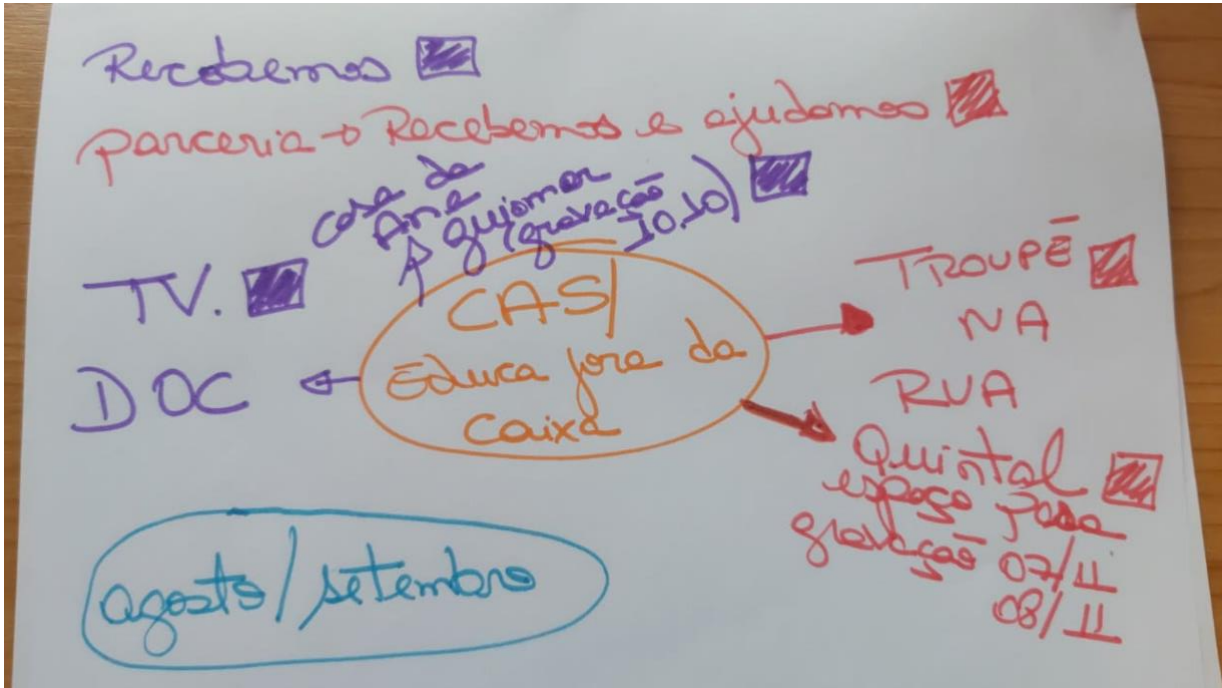 Recebemos
parceria → Recebemos e ajudamos
casa da
Ana
guiomar
(gravação
10.10)
TV.
DOC
CAS/
Educa fora da
caixa
TROUPÉ
NA
RUA
Quintal
espaço para
gravação 07/11
08/11
agosto/setembro